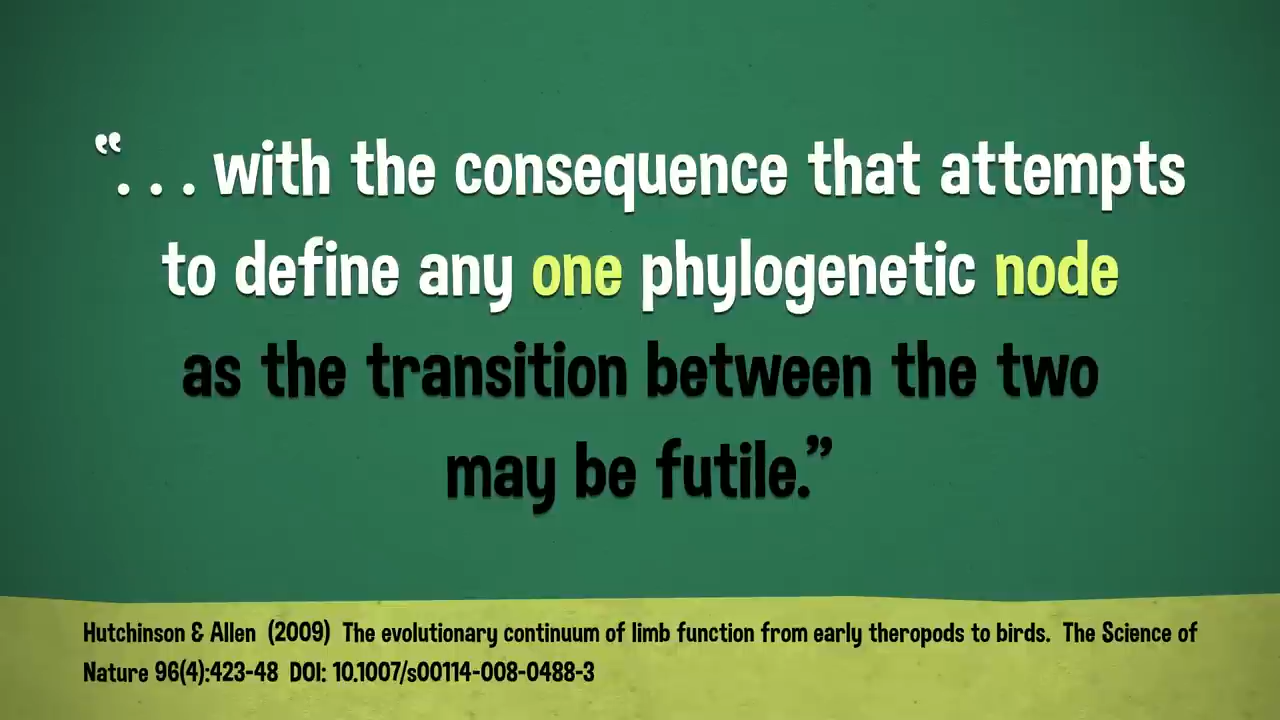 “. . . with the consequence that attempts
to define any one phylogenetic node
as the transition between the two
may be futile.”
Hutchinson & Allen (2009) The evolutionary continuum of limb function from early theropods to birds. The Science of
Nature 96(4):423-48 DOI: 10.1007/s00114-008-0488-3